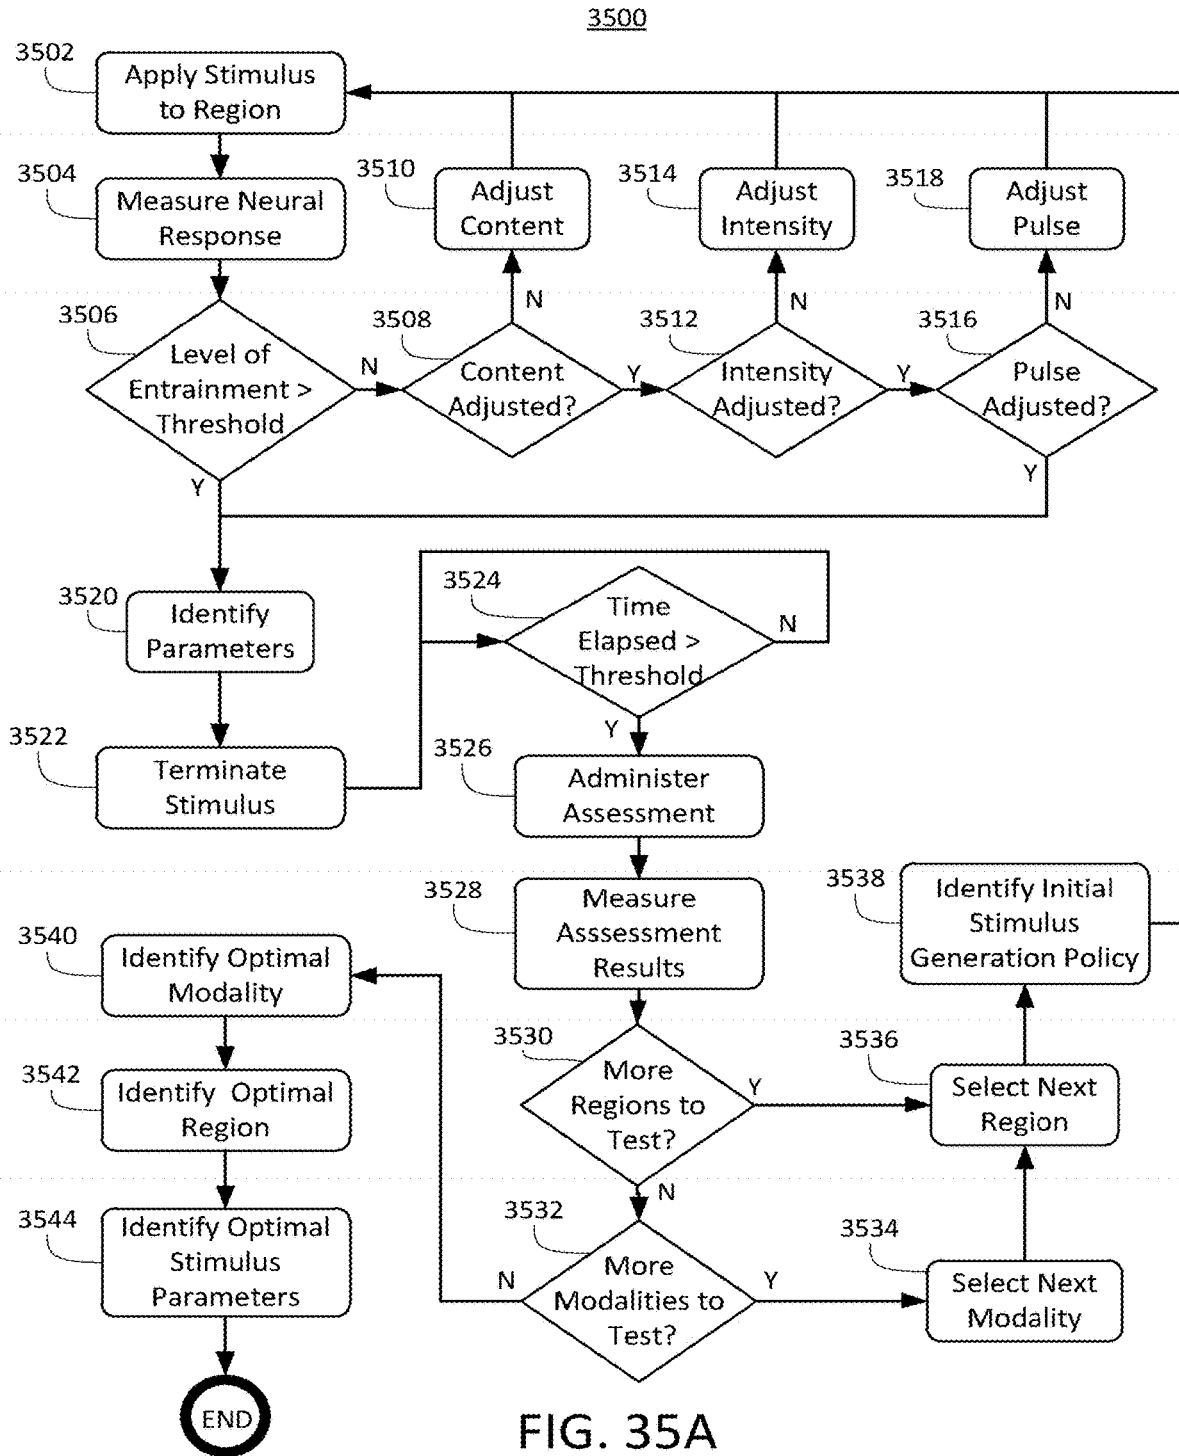 3500
3502
Apply Stimulus
to Region
3504
Measure Neural
Response
3510
Adjust
Content
3514
Adjust
Intensity
3518
Adjust
Pulse
3506
Level of
Entrainment >
Threshold
N
Y
3508
Content
Adjusted?
N
Y
3512
Intensity
Adjusted?
N
Y
3516
Pulse
Adjusted?
N
Y
3520
Identify
Parameters
3522
Terminate
Stimulus
3524
Time
Elapsed >
Threshold
N
Y
3526
Administer
Assessment
3528
Measure
Asssessment
Results
3530
More
Regions to
Test?
Y
N
3532
More
Modalities to
Test?
N
Y
3534
Select Next
Modality
3536
Select Next
Region
3538
Identify Initial
Stimulus
Generation Policy
3540
Identify Optimal
Modality
3542
Identify Optimal
Region
3544
Identify Optimal
Stimulus
Parameters
END
FIG. 35A